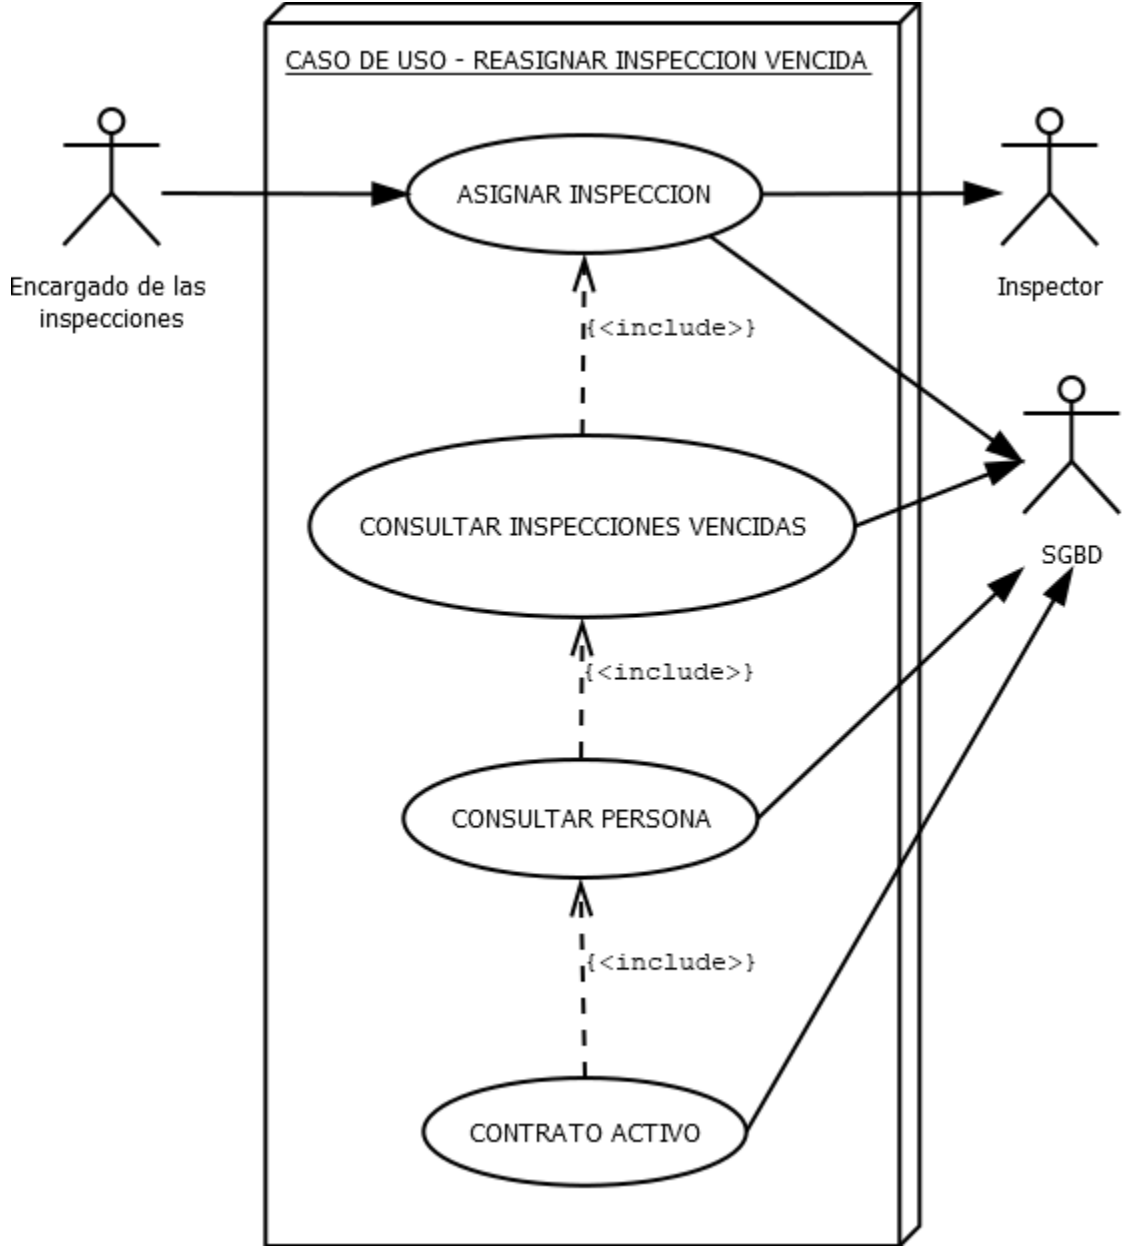 CASO DE USO - REASIGNAR INSPECCION VENCIDA
ASIGNAR INSPECCION
Encargado de las
inspecciones
Inspector
{<include>}
CONSULTAR INSPECCIONES VENCIDAS
SGBD
{<include>}
CONSULTAR PERSONA
{<include>}
CONTRATO ACTIVO